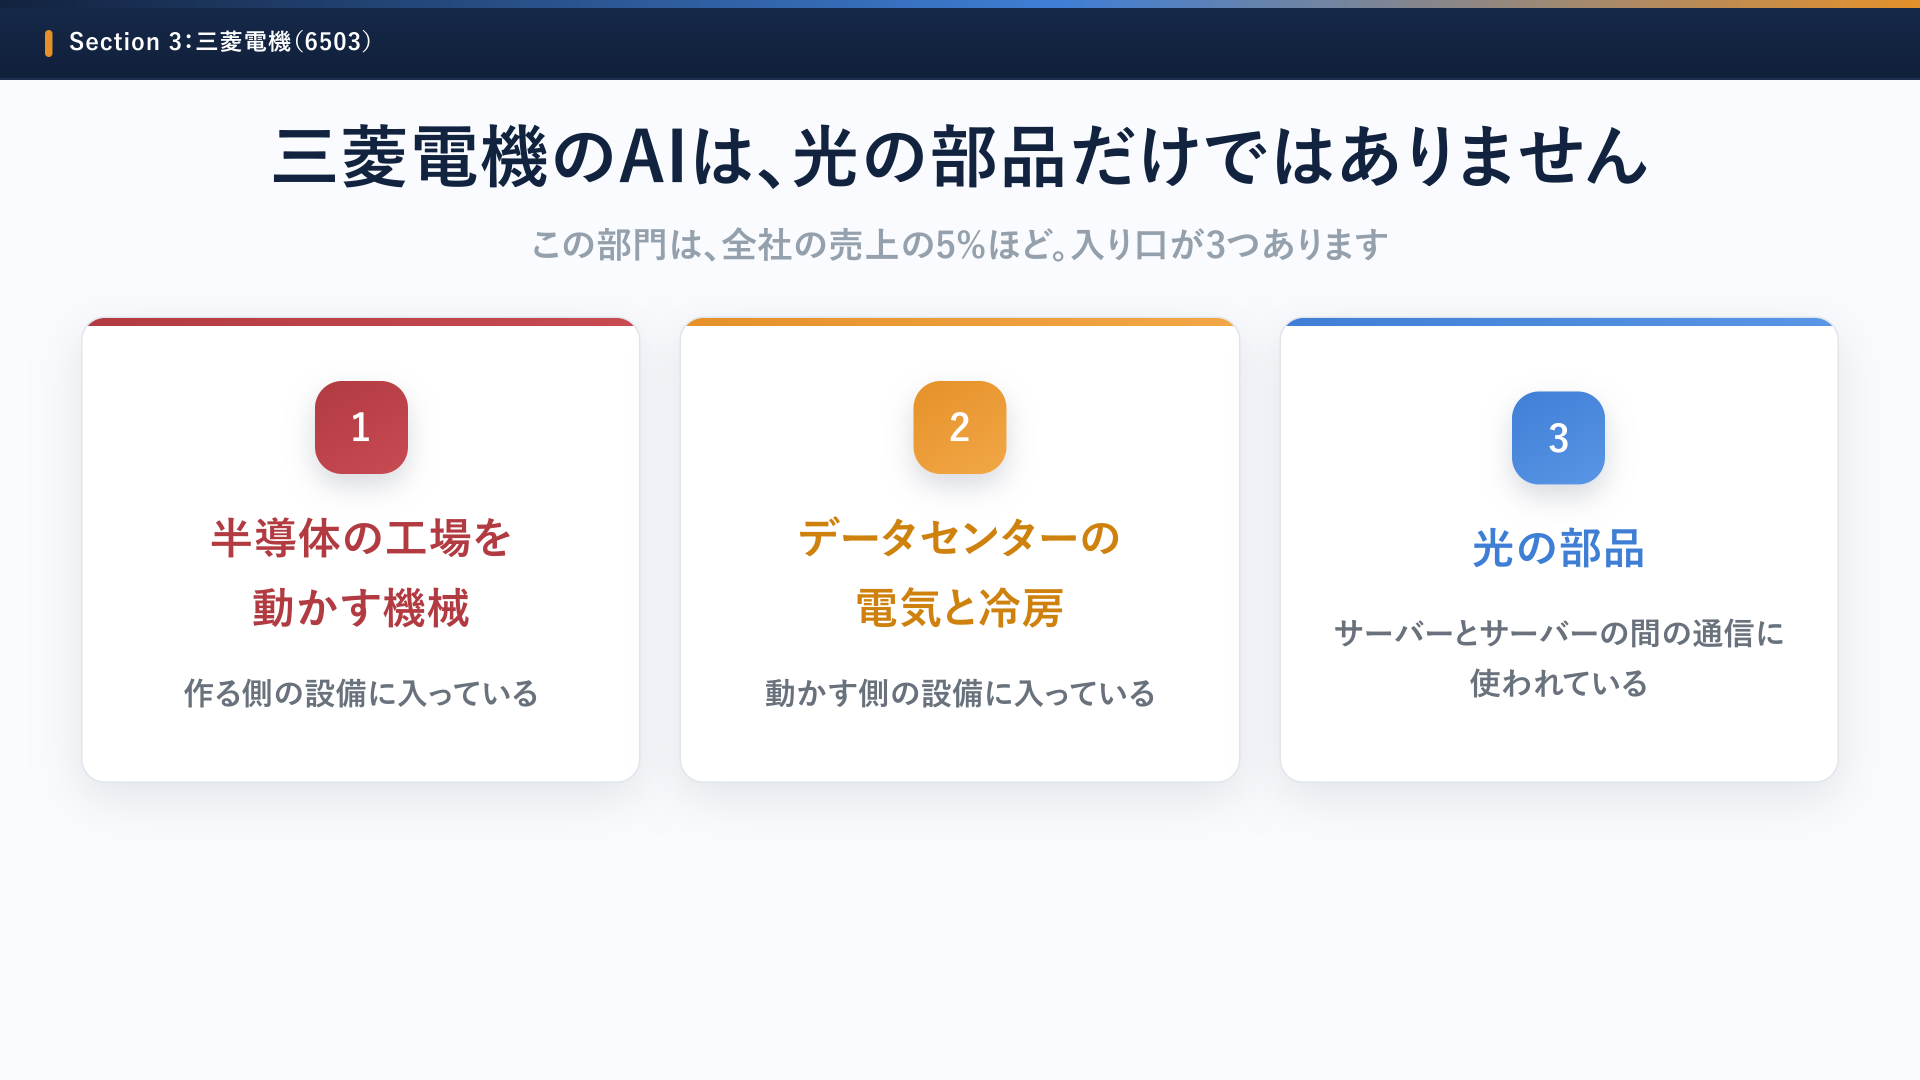 Section 3：三菱電機（6503）
三菱電機のAIは、光の部品だけではありません
この部門は、全社の売上の5%ほど。入り口が3つあります
1
半導体の工場を
動かす機械
作る側の設備に入っている
2
データセンターの
電気と冷房
動かす側の設備に入っている
3
光の部品
サーバーとサーバーの間の通信に
使われている